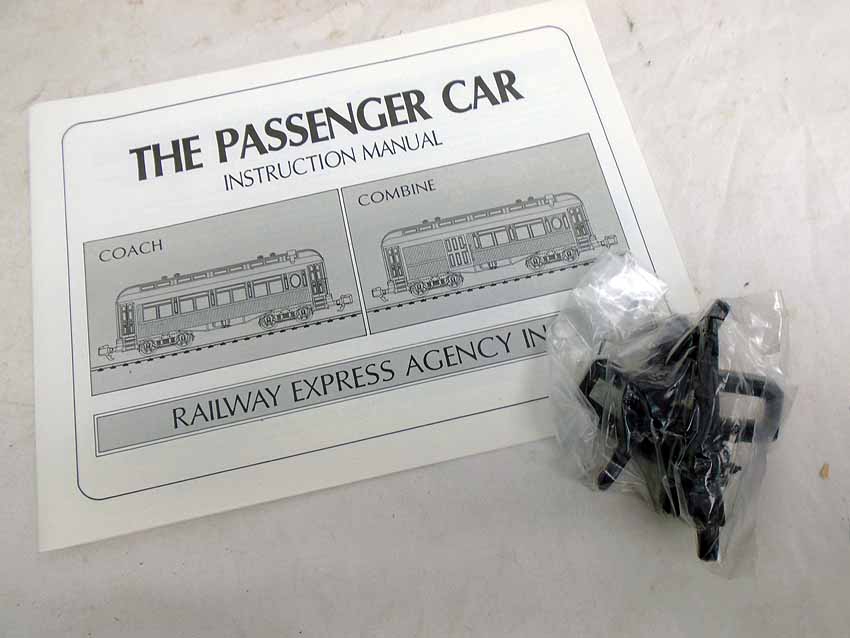 THE PASSENGER CAR
INSTRUCTION MANUAL
COACH
COMBINE
RAILWAY EXPRESS AGENCY